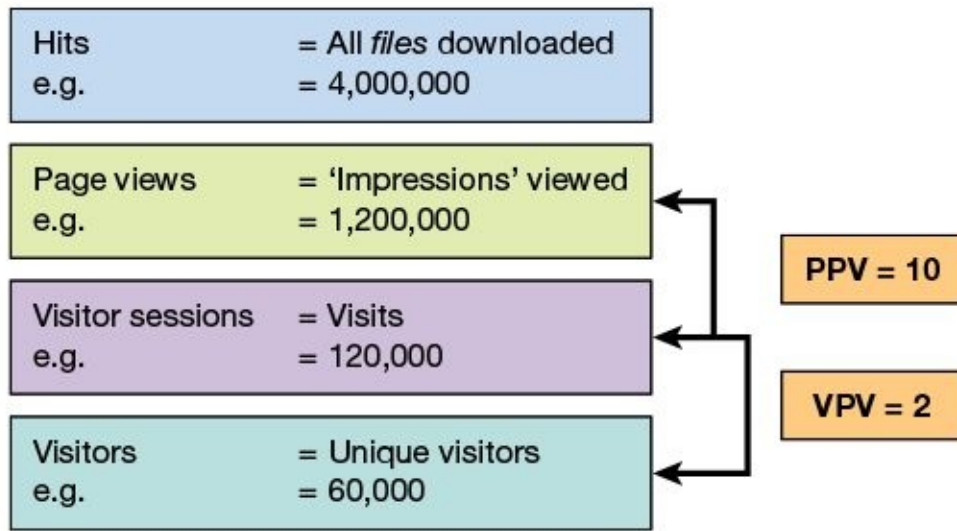 Hits = All files downloaded
e.g. = 4,000,000
Page views = ‘Impressions’ viewed
e.g. = 1,200,000
PPV = 10
Visitor sessions = Visits
e.g. = 120,000
VPV = 2
Visitors = Unique visitors
e.g. = 60,000